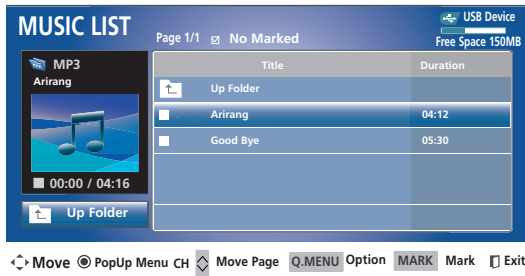 MUSIC LIST
Page 1/1 No Marked
USB Device
Free Space 150MB
MP3
Arirang
00:00 / 04:16
Up Folder
Title Duration
Up Folder
Arirang 04:12
Good Bye 05:30
Move PopUp Menu CH Move Page Q.MENU Option MARK Mark Exit